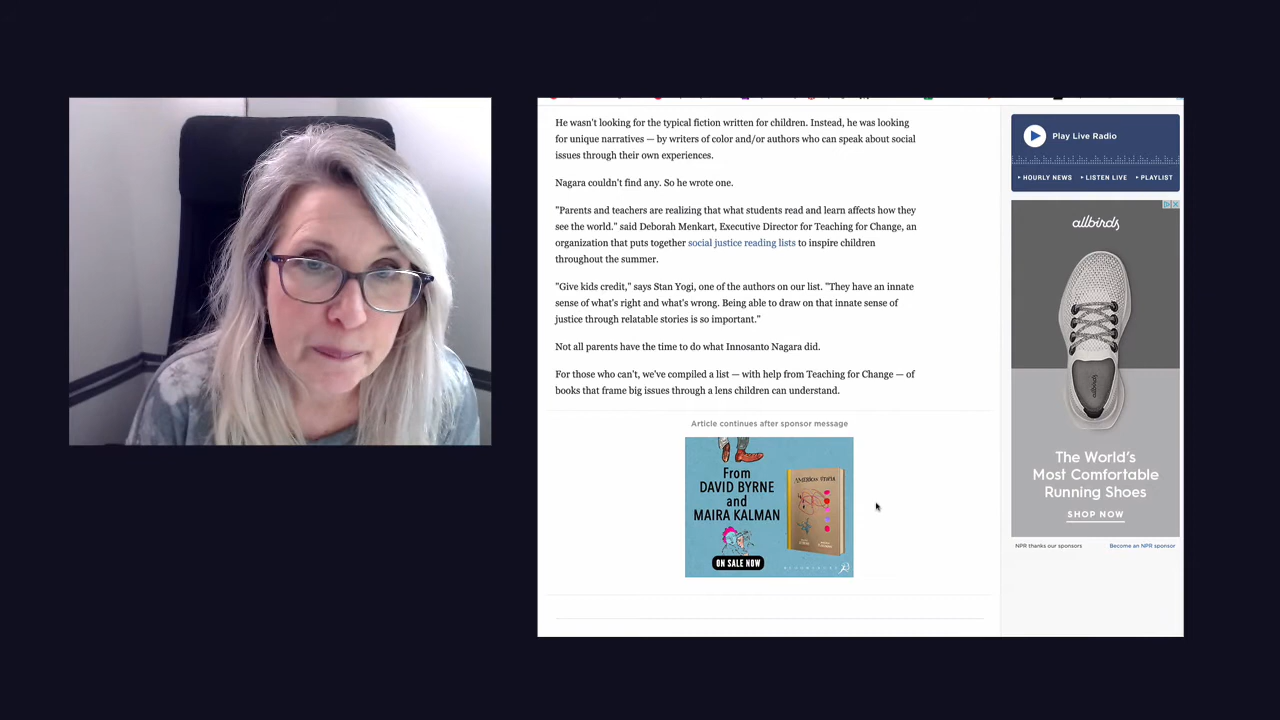 He wasn't looking for the typical fiction written for children. Instead, he was looking
for unique narratives — by writers of color and/or authors who can speak about social
issues through their own experiences.
Nagara couldn't find any. So he wrote one.
"Parents and teachers are realizing that what students read and learn affects how they
see the world." said Deborah Menkart, Executive Director for Teaching for Change, an
organization that puts together social justice reading lists to inspire children
throughout the summer.
"Give kids credit," says Stan Yogi, one of the authors on our list. "They have an innate
sense of what's right and what's wrong. Being able to draw on that innate sense of
justice through relatable stories is so important."
Not all parents have the time to do what Innosanto Nagara did.
For those who can't, we've compiled a list — with help from Teaching for Change — of
books that frame big issues through a lens children can understand.
Article continues after sponsor message
From
DAVID BYRNE
and
MAIRA KALMAN
ON SALE NOW
AMERICAN UTOPIA
Play Live Radio
HOURLY NEWS
LISTEN LIVE
PLAYLIST
allbirds
The World's
Most Comfortable
Running Shoes
SHOP NOW
NPR thanks our sponsors
Become an NPR sponsor